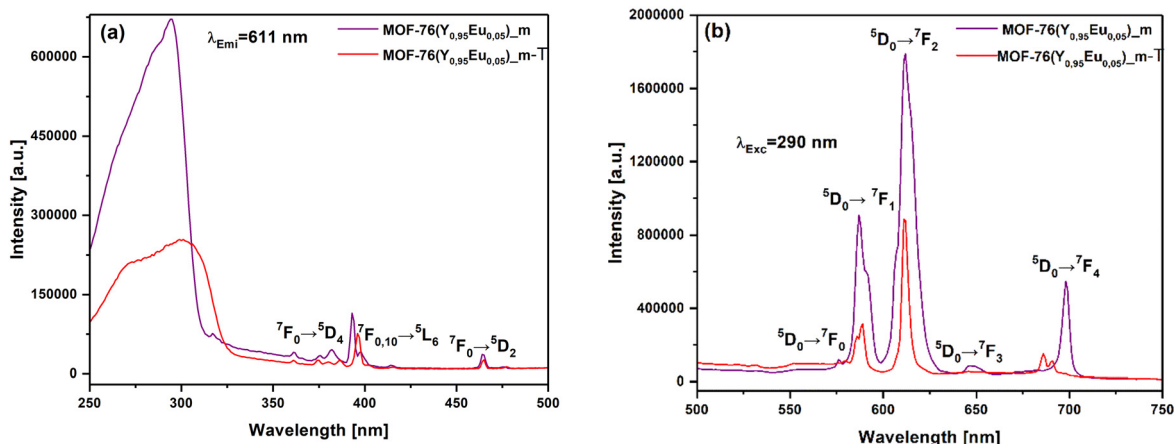 (a)
λEmi=611 nm
MOF-76(Y0,95Eu0,05)_m
MOF-76(Y0,95Eu0,05)_m-T
Intensity [a.u.]
600000
450000
300000
150000
0
⁷F₀→⁵D₄
⁷F₀,₁₀→⁵L₆
⁷F₀→⁵D₂
250 300 350 400 450 500
Wavelength [nm]
(b)
⁵D₀→⁷F₂
MOF-76(Y0,95Eu0,05)_m
MOF-76(Y0,95Eu0,05)_m-T
λExc=290 nm
Intensity [a.u.]
2000000
1600000
1200000
800000
400000
0
⁵D₀→⁷F₁
⁵D₀→⁷F₄
⁵D₀→⁷F₀
⁵D₀→⁷F₃
500 550 600 650 700 750
Wavelength [nm]